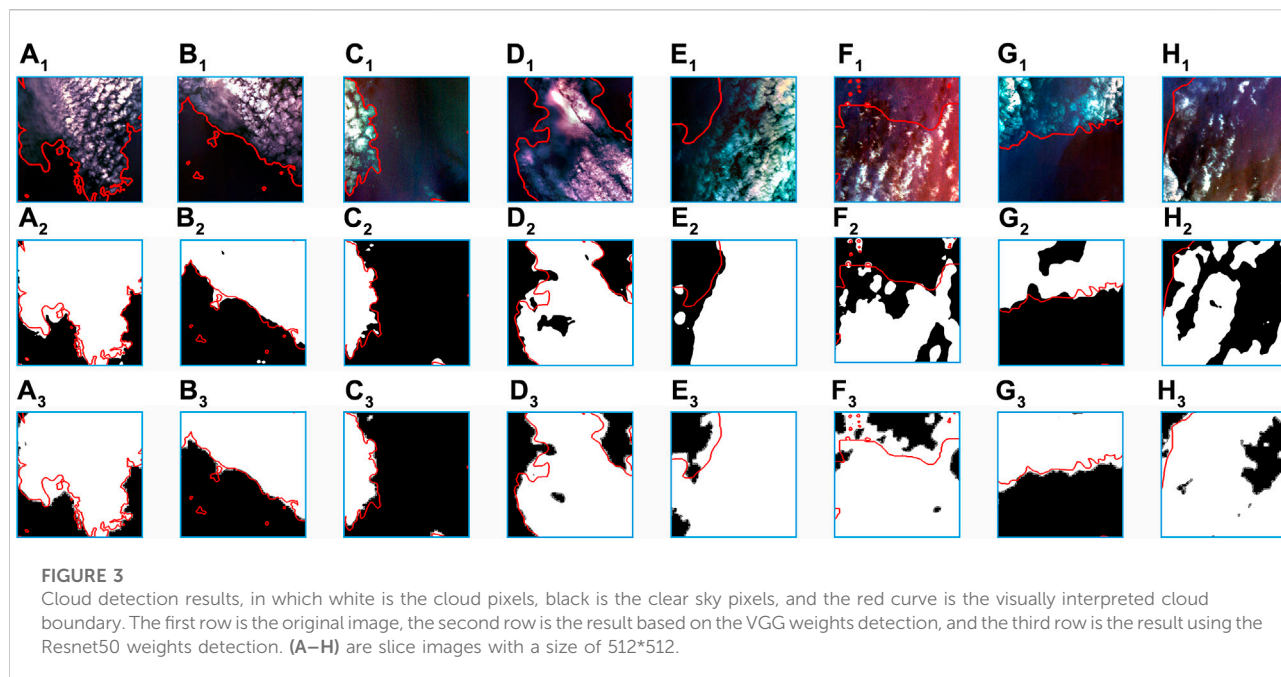 A1 B1 C1 D1 E1 F1 G1 H1
A2 B2 C2 D2 E2 F2 G2 H2
A3 B3 C3 D3 E3 F3 G3 H3
FIGURE 3
Cloud detection results, in which white is the cloud pixels, black is the clear sky pixels, and the red curve is the visually interpreted cloud
boundary. The first row is the original image, the second row is the result based on the VGG weights detection, and the third row is the result using the
Resnet50 weights detection. (A–H) are slice images with a size of 512*512.